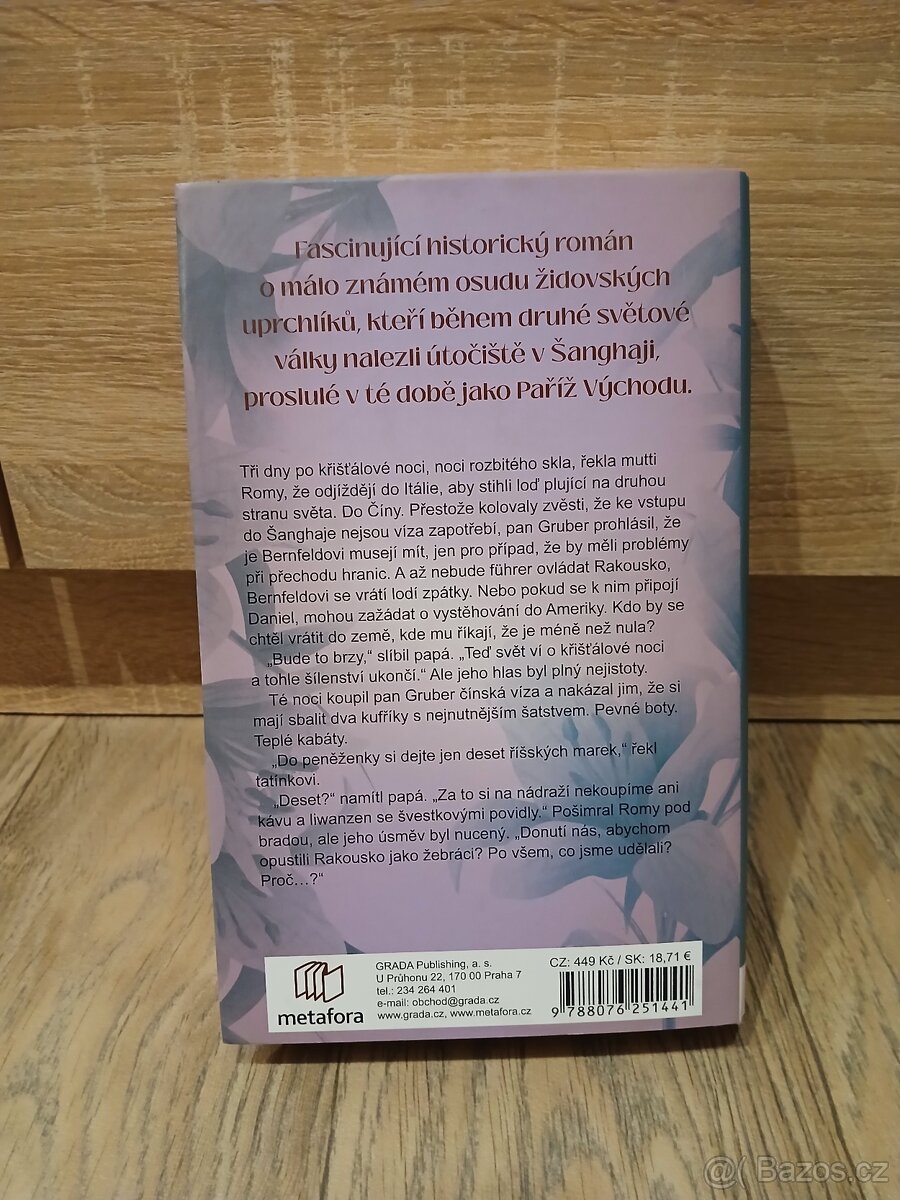 Fascinující historický román
o málo známém osudu židovských
uprchlíků, kteří během druhé světové
války nalezli útočiště v Šanghaji,
proslulé v té době jako Paříž Východu.
Tři dny po křišťálové noci, noci rozbitého skla, řekla mutti
Romy, že odjíždějí do Itálie, aby stihli loď plující na druhou
stranu světa. Do Číny. Přestože kolovaly zvěsti, že ke vstupu
do Šanghaje nejsou víza zapotřebí, pan Gruber prohlásil, že
je Bernfeldovi musejí mít, jen pro případ, že by měli problémy
při přechodu hranic. A až nebude führer ovládat Rakousko,
Bernfeldovi se vrátí lodí zpátky. Nebo pokud se k nim připojí
Daniel, mohou zažádat o vystěhování do Ameriky. Kdo by se
chtěl vrátit do země, kde mu říkají, že je méně než nula?
„Bude to brzy,“ slíbil papá. „Teď svět ví o křišťálové noci
a tohle šílenství ukončí.“ Ale jeho hlas byl plný nejistoty.
Té noci koupil pan Gruber čínská víza a nakázal jim, že si
mají sbalit dva kufříky s nejnutnějším šatstvem. Pevné boty.
Teplé kabáty.
„Do peněženky si dejte jen deset říšských marek,“ řekl
tatínkovi.
„Deset?“ namítl papá. „Za to si na nádraží nekoupíme ani
kávu a liwanzen se švestkovými povidly.“ Pošimral Romy pod
bradou, ale jeho úsměv byl nucený. „Donutí nás, abychom
opustili Rakousko jako žebráci? Po všem, co jsme udělali?
Proč…?“
metafora
GRADA Publishing, a. s.
U Průhonu 22, 170 00 Praha 7
tel.: 234 264 401
e-mail: obchod@grada.cz
www.grada.cz, www.metafora.cz
CZ: 449 Kč / SK: 18,71 €
9 788076 251441
@( Bazos.cz